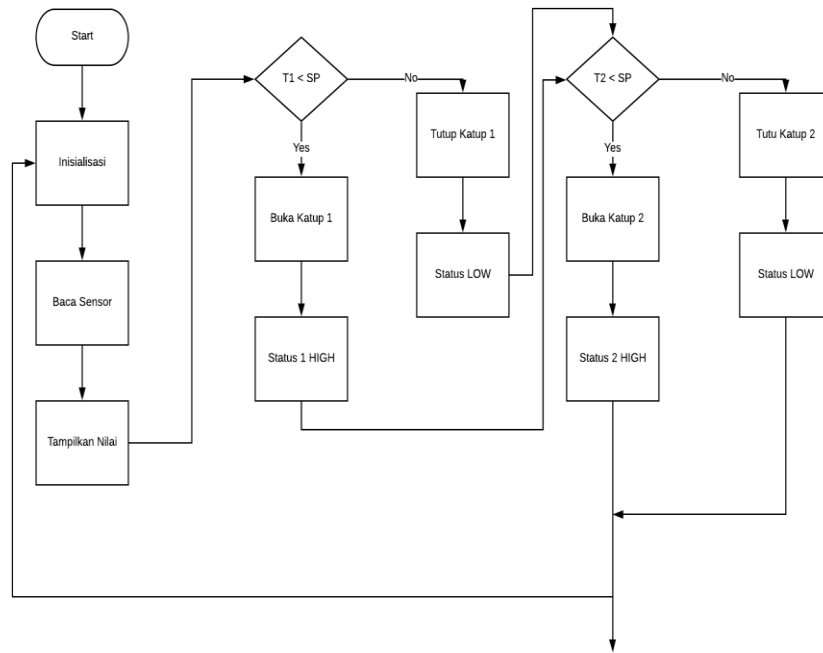 Start
Inisialisasi
Baca Sensor
Tampilkan Nilai
T1 < SP
No
Yes
Tutup Katup 1
Buka Katup 1
Status LOW
Status 1 HIGH
T2 < SP
No
Yes
Tutu Katup 2
Buka Katup 2
Status LOW
Status 2 HIGH